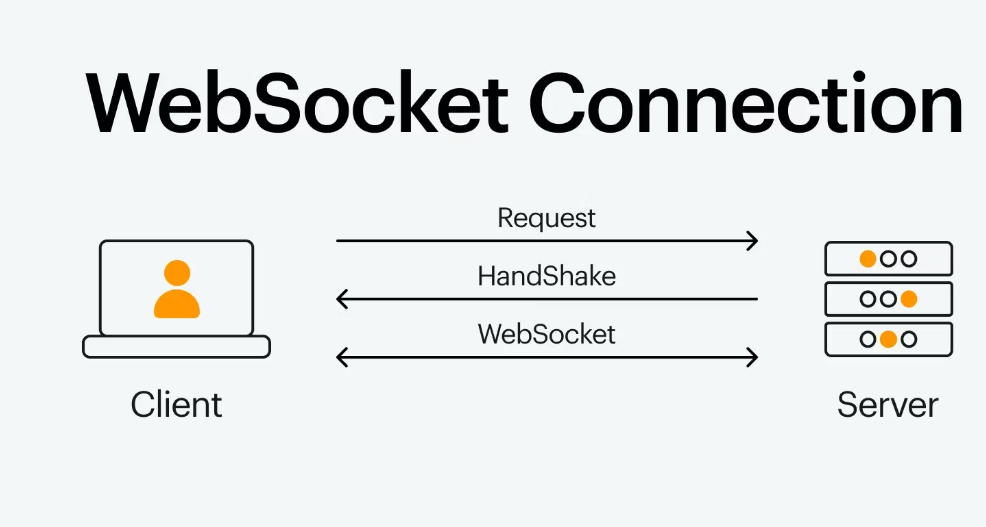 WebSocket Connection
Request
HandShake
WebSocket
Client
Server